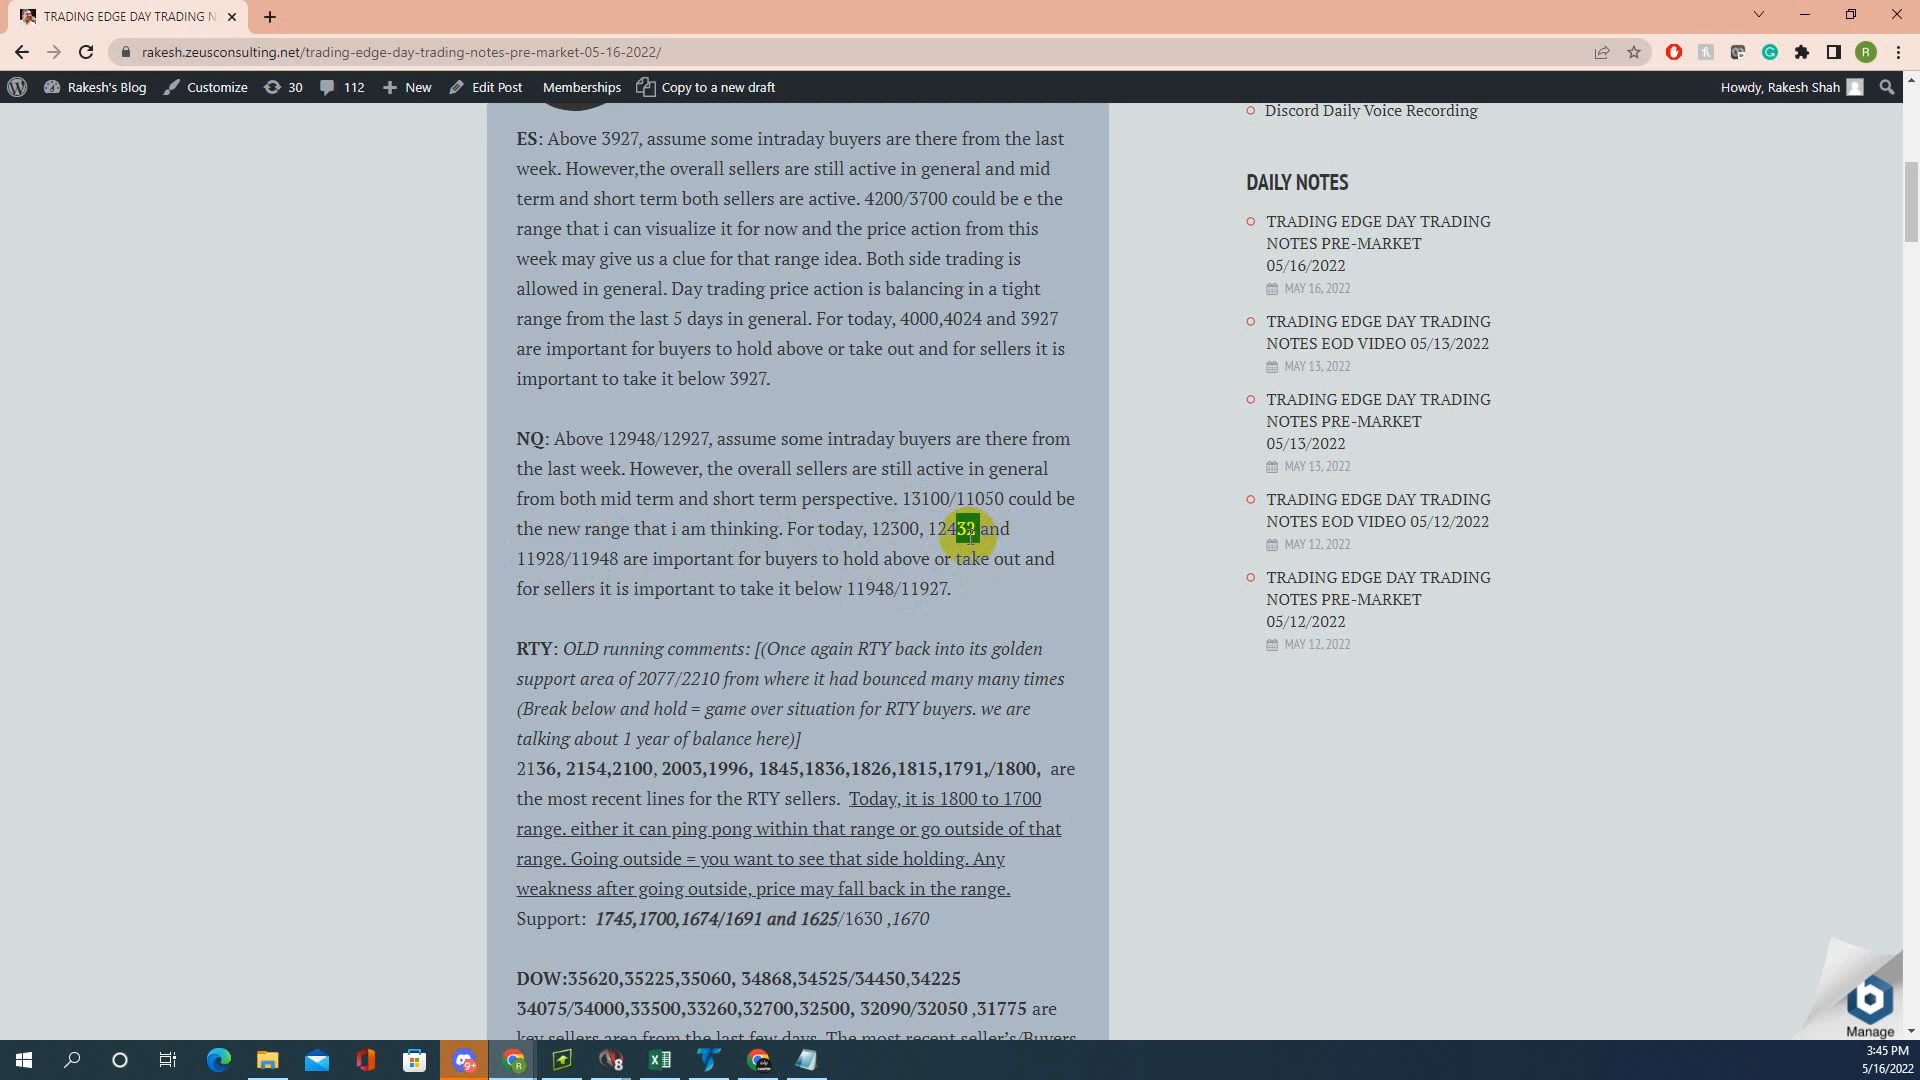 TRADING EDGE DAY TRADING N
rakesh.zeusconsulting.net/trading-edge-day-trading-notes-pre-market-05-16-2022/
R
Rakesh's Blog
Customize
30
112
New
Edit Post
Memberships
Copy to a new draft
Howdy, Rakesh Shah
ES: Above 3927, assume some intraday buyers are there from the last
week. However,the overall sellers are still active in general and mid
term and short term both sellers are active. 4200/3700 could be e the
range that i can visualize it for now and the price action from this
week may give us a clue for that range idea. Both side trading is
allowed in general. Day trading price action is balancing in a tight
range from the last 5 days in general. For today, 4000,4024 and 3927
are important for buyers to hold above or take out and for sellers it is
important to take it below 3927.
NQ: Above 12948/12927, assume some intraday buyers are there from
the last week. However, the overall sellers are still active in general
from both mid term and short term perspective. 13100/11050 could be
the new range that i am thinking. For today, 12300, 12432 and
11928/11948 are important for buyers to hold above or take out and
for sellers it is important to take it below 11948/11927.
RTY: OLD running comments: [(Once again RTY back into its golden
support area of 2077/2210 from where it had bounced many many times
(Break below and hold = game over situation for RTY buyers. we are
talking about 1 year of balance here)]
2136, 2154,2100, 2003,1996, 1845,1836,1826,1815,1791,/1800, are
the most recent lines for the RTY sellers. Today, it is 1800 to 1700
range. either it can ping pong within that range or go outside of that
range. Going outside = you want to see that side holding. Any
weakness after going outside, price may fall back in the range.
Support: 1745,1700,1674/1691 and 1625/1630 ,1670
DOW:35620,35225,35060, 34868,34525/34450,34225
34075/34000,33500,33260,32700,32500, 32090/32050 ,31775 are
key sellers area from the last few days. The most recent seller's/Buyers
Discord Daily Voice Recording
DAILY NOTES
TRADING EDGE DAY TRADING
NOTES PRE-MARKET
05/16/2022
MAY 16, 2022
TRADING EDGE DAY TRADING
NOTES EOD VIDEO 05/13/2022
MAY 13, 2022
TRADING EDGE DAY TRADING
NOTES PRE-MARKET
05/13/2022
MAY 13, 2022
TRADING EDGE DAY TRADING
NOTES EOD VIDEO 05/12/2022
MAY 12, 2022
TRADING EDGE DAY TRADING
NOTES PRE-MARKET
05/12/2022
MAY 12, 2022
Manage
9+
R
8
3:45 PM
5/16/2022